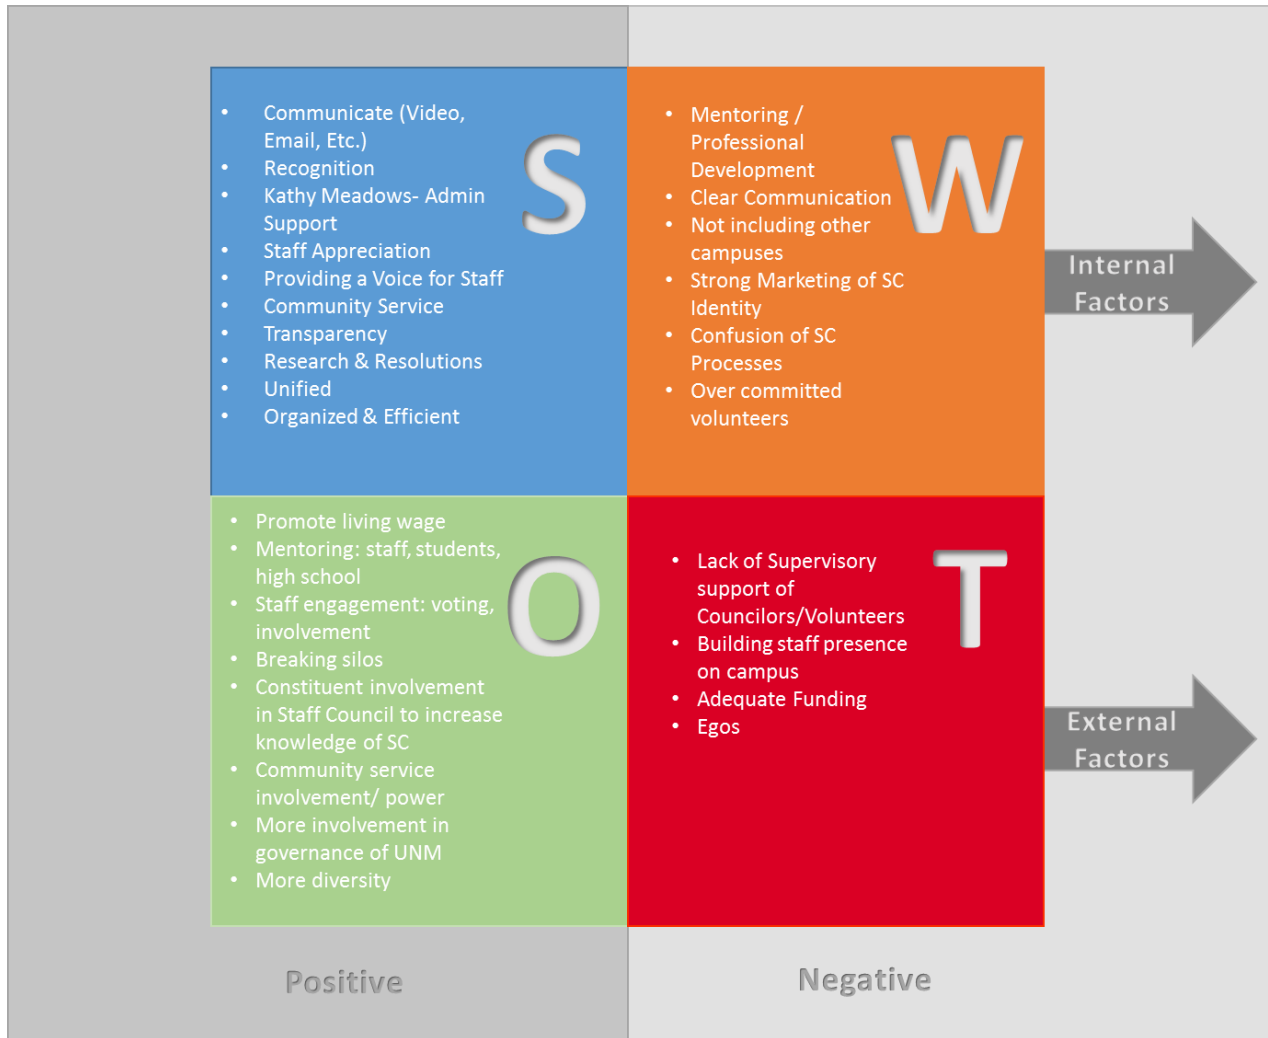 • Communicate (Video,
Email, Etc.)
• Recognition
• Kathy Meadows- Admin
Support
• Staff Appreciation
• Providing a Voice for Staff
• Community Service
• Transparency
• Research & Resolutions
• Unified
• Organized & Efficient
S
• Mentoring /
Professional
Development
• Clear Communication
• Not including other
campuses
• Strong Marketing of SC
Identity
• Confusion of SC
Processes
• Over committed
volunteers
W
Internal
Factors
• Promote living wage
• Mentoring: staff, students,
high school
• Staff engagement: voting,
involvement
• Breaking silos
• Constituent involvement
in Staff Council to increase
knowledge of SC
• Community service
involvement/ power
• More involvement in
governance of UNM
• More diversity
O
• Lack of Supervisory
support of
Councilors/Volunteers
• Building staff presence
on campus
• Adequate Funding
• Egos
T
External
Factors
Positive
Negative